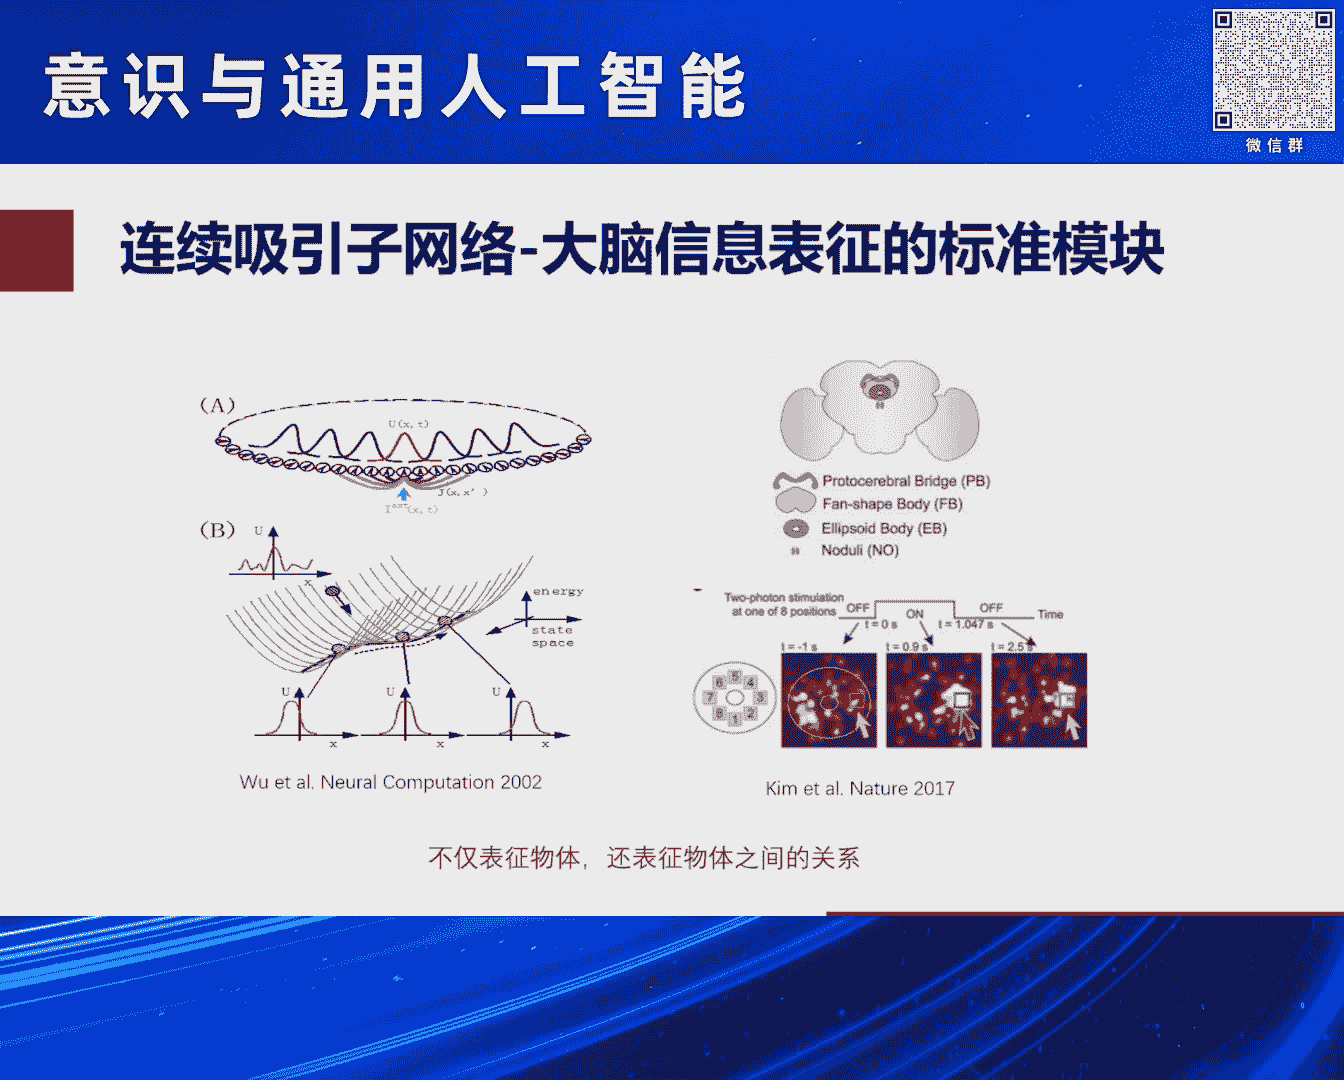 意识与通用人工智能
微信群
连续吸引子网络-大脑信息表征的标准模块
(A)
U(x, t)
J(x, x')
I^ext(x, t)
(B)
U
x
energy
state
space
U
U
U
x
x
x
Wu et al. Neural Computation 2002
N
Protocerebral Bridge (PB)
Fan-shape Body (FB)
Ellipsoid Body (EB)
Noduli (NO)
Two-photon stimulation
at one of 8 positions
OFF
ON
OFF
Time
t = 0 s
t = 1.047 s
t = -1 s
t = 0.9 s
t = 2.5 s
5
6
4
7
3
8
2
1
Kim et al. Nature 2017
不仅表征物体，还表征物体之间的关系